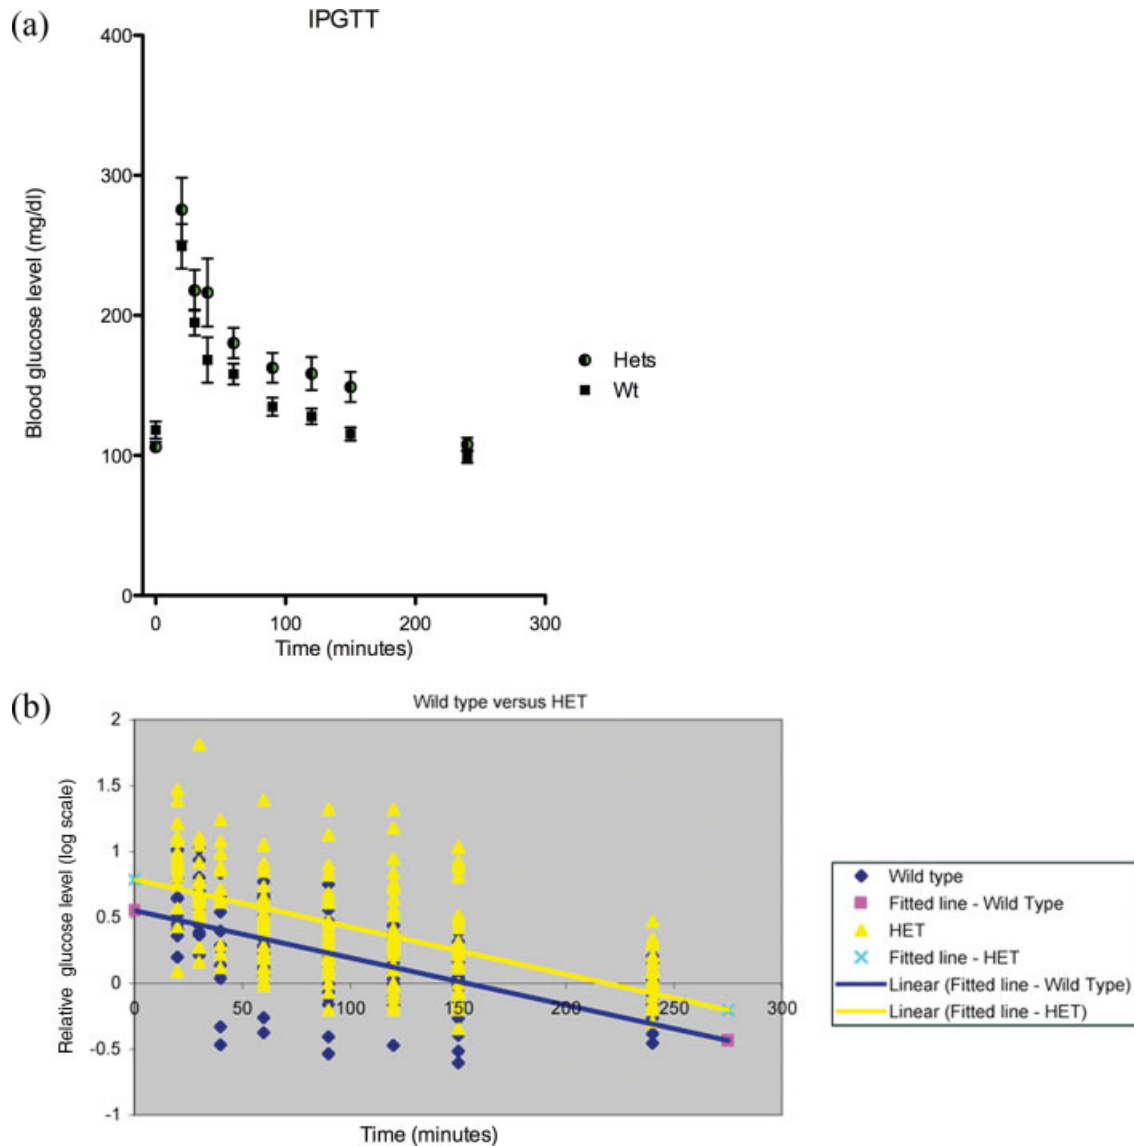 (a)
IPGTT
400
300
200
100
0
Blood glucose level (mg/dl)
0
100
200
300
Time (minutes)
Hets
Wt
(b)
Wild type versus HET
2
1.5
1
0.5
0
-0.5
-1
Relative glucose level (log scale)
50
100
150
200
250
300
Time (minutes)
Wild type
Fitted line - Wild Type
HET
Fitted line - HET
Linear (Fitted line - Wild Type)
Linear (Fitted line - HET)